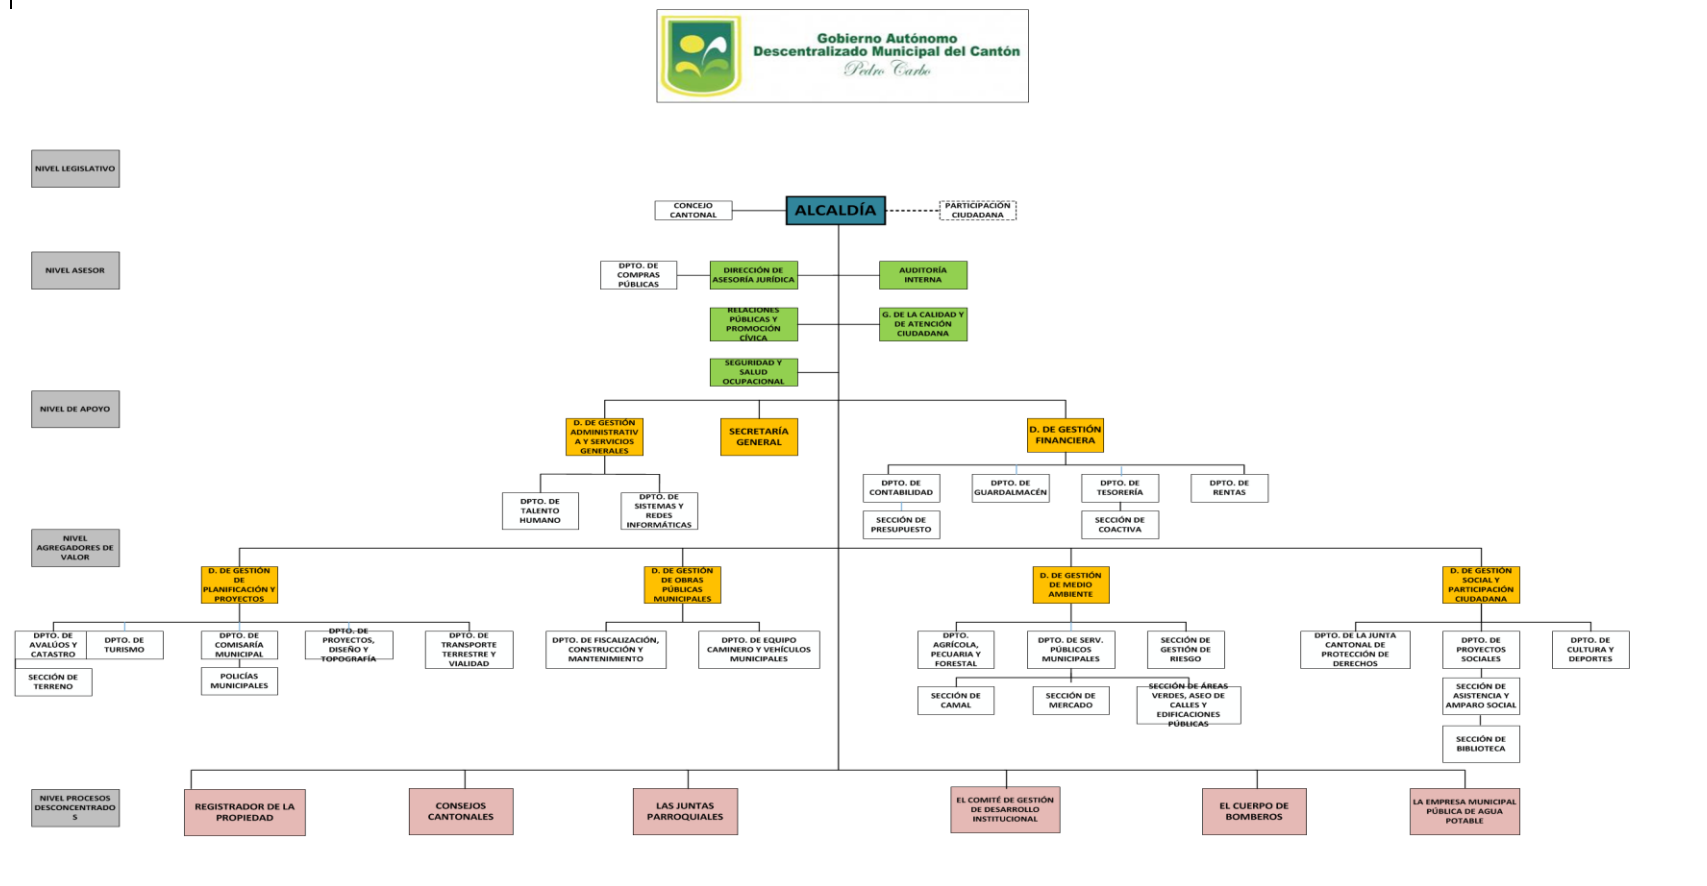 Gobierno Autónomo
Descentralizado Municipal del Cantón
Pedro Carbo
NIVEL LEGISLATIVO
CONCEJO
CANTONAL
ALCALDÍA
PARTICIPACIÓN
CIUDADANA
NIVEL ASESOR
DPTO. DE
COMPRAS
PÚBLICAS
DIRECCIÓN DE
ASESORÍA JURÍDICA
AUDITORÍA
INTERNA
RELACIONES
PÚBLICAS Y
PROMOCIÓN
CÍVICA
G. DE LA CALIDAD Y
DE ATENCIÓN
CIUDADANA
SEGURIDAD Y
SALUD
OCUPACIONAL
NIVEL DE APOYO
D. DE GESTIÓN
ADMINISTRATIV
A Y SERVICIOS
GENERALES
SECRETARÍA
GENERAL
D. DE GESTIÓN
FINANCIERA
DPTO. DE
TALENTO
HUMANO
DPTO. DE
SISTEMAS Y
REDES
INFORMÁTICAS
DPTO. DE
CONTABILIDAD
DPTO. DE
GUARDALMACÉN
DPTO. DE
TESORERÍA
DPTO. DE
RENTAS
SECCIÓN DE
PRESUPUESTO
SECCIÓN DE
COACTIVA
NIVEL
AGREGADORES DE
VALOR
D. DE GESTIÓN
DE
PLANIFICACIÓN Y
PROYECTOS
D. DE GESTIÓN
DE OBRAS
PÚBLICAS
MUNICIPALES
D. DE GESTIÓN
DE MEDIO
AMBIENTE
D. DE GESTIÓN
SOCIAL Y
PARTICIPACIÓN
CIUDADANA
DPTO. DE
AVALÚOS Y
CATASTRO
DPTO. DE
TURISMO
DPTO. DE
COMISARÍA
MUNICIPAL
DPTO. DE
PROYECTOS,
DISEÑO Y
TOPOGRAFÍA
DPTO. DE
TRANSPORTE
TERRESTRE Y
VIALIDAD
DPTO. DE FISCALIZACIÓN,
CONSTRUCCIÓN Y
MANTENIMIENTO
DPTO. DE EQUIPO
CAMINERO Y VEHÍCULOS
MUNICIPALES
DPTO.
AGRÍCOLA,
PECUARIA Y
FORESTAL
DPTO. DE SERV.
PÚBLICOS
MUNICIPALES
SECCIÓN DE
GESTIÓN DE
RIESGO
DPTO. DE LA JUNTA
CANTONAL DE
PROTECCIÓN DE
DERECHOS
DPTO. DE
PROYECTOS
SOCIALES
DPTO. DE
CULTURA Y
DEPORTES
SECCIÓN DE
TERRENO
POLICÍAS
MUNICIPALES
SECCIÓN DE
CAMAL
SECCIÓN DE
MERCADO
SECCIÓN DE ÁREAS
VERDES, ASEO DE
CALLES Y
EDIFICACIONES
PÚBLICAS
SECCIÓN DE
ASISTENCIA Y
AMPARO SOCIAL
SECCIÓN DE
BIBLIOTECA
NIVEL PROCESOS
DESCONCENTRADO
S
REGISTRADOR DE LA
PROPIEDAD
CONSEJOS
CANTONALES
LAS JUNTAS
PARROQUIALES
EL COMITÉ DE GESTIÓN
DE DESARROLLO
INSTITUCIONAL
EL CUERPO DE
BOMBEROS
LA EMPRESA MUNICIPAL
PÚBLICA DE AGUA
POTABLE